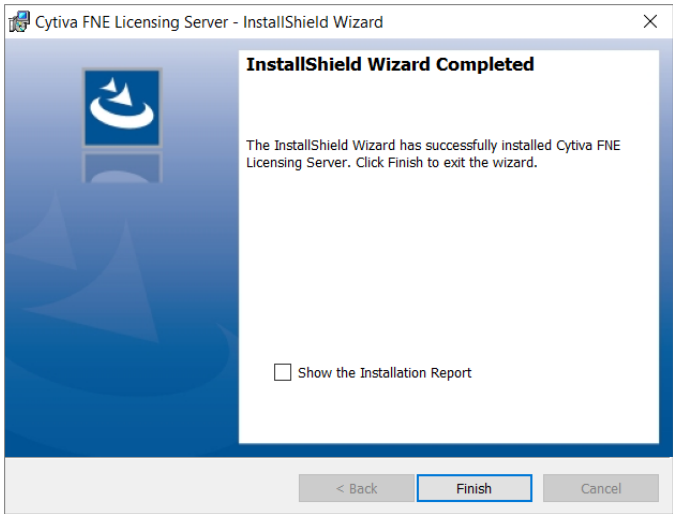 Cytiva FNE Licensing Server - InstallShield Wizard
InstallShield Wizard Completed
The InstallShield Wizard has successfully installed Cytiva FNE
Licensing Server. Click Finish to exit the wizard.
Show the Installation Report
< Back
Finish
Cancel